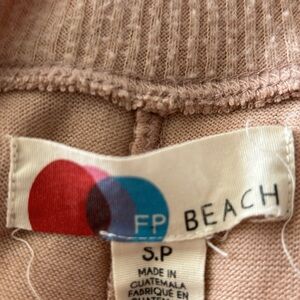 FP BEACH
S.P
MADE IN
GUATEMALA
FABRIQUÉ EN